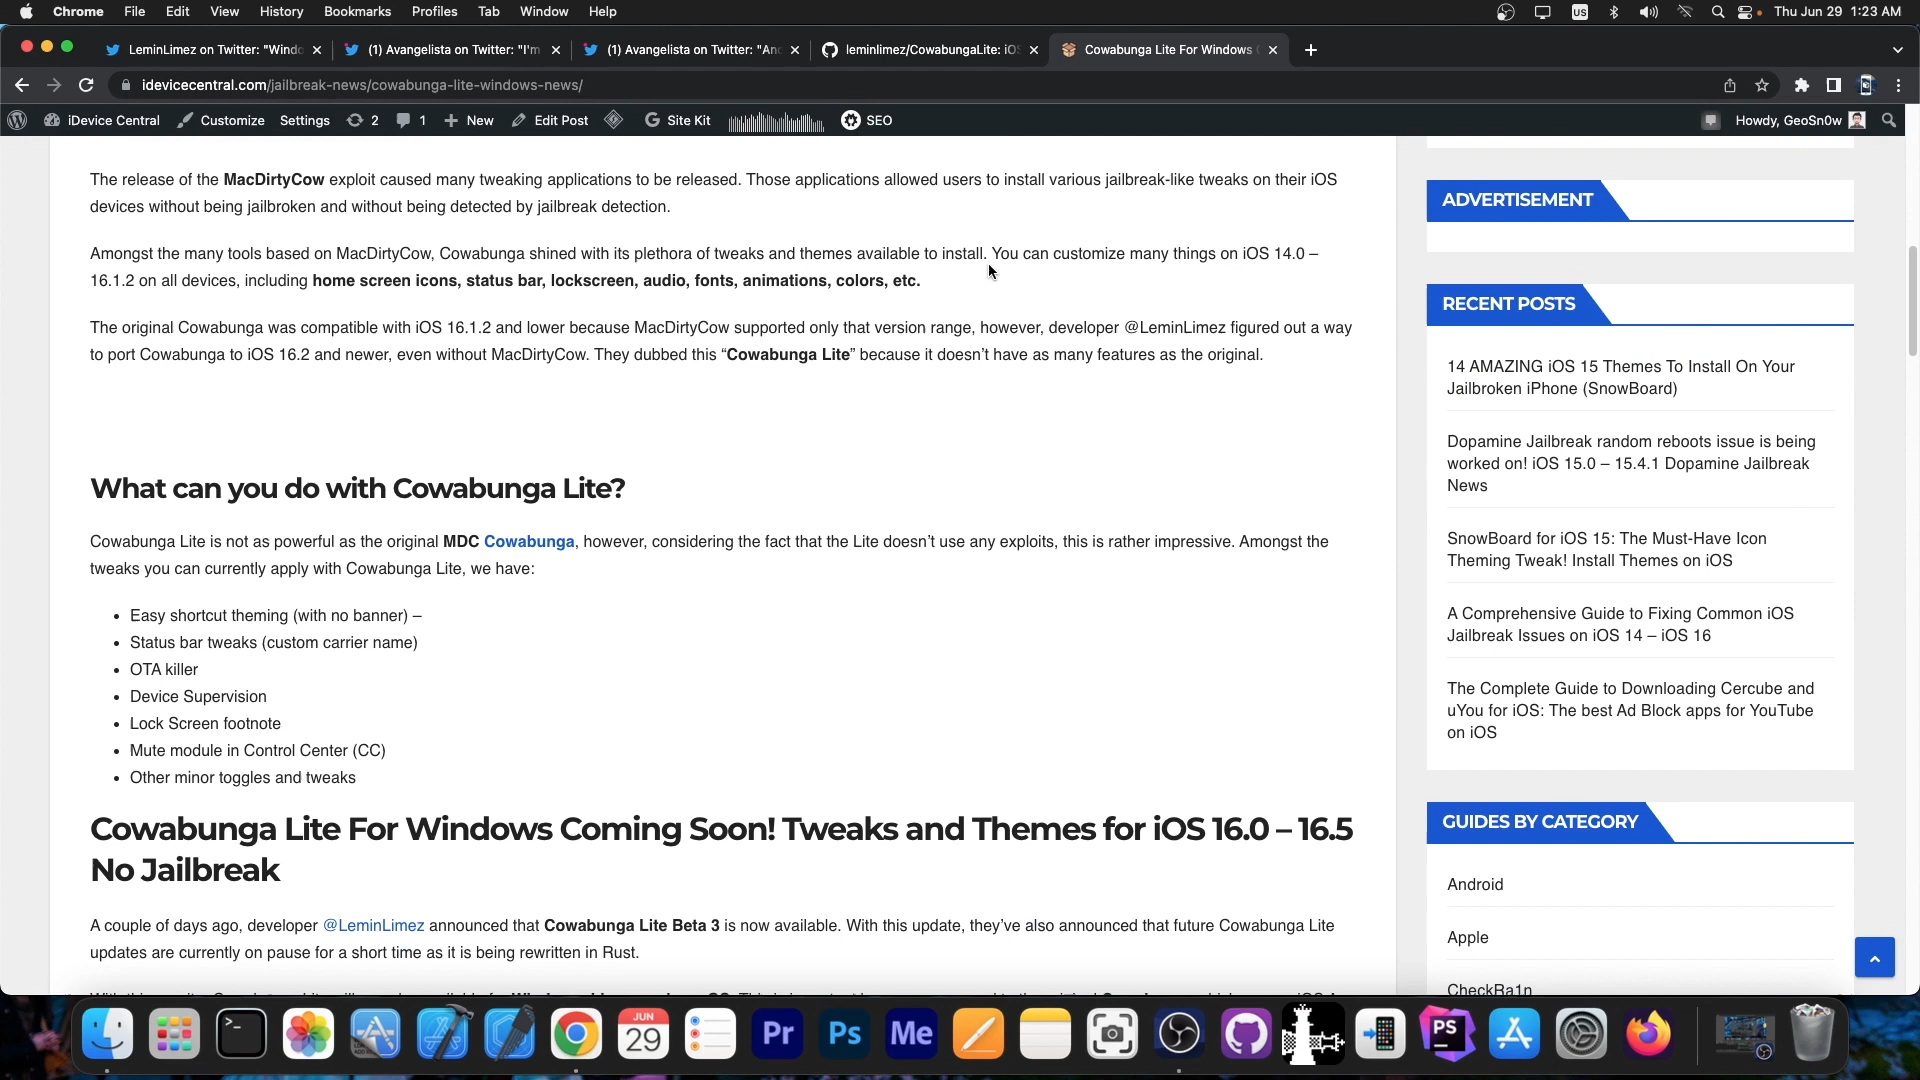 Chrome File Edit View History Bookmarks Profiles Tab Window Help US Thu Jun 29 1:23 AM
LeminLimez on Twitter: "Windo (1) Avangelista on Twitter: "I'm (1) Avangelista on Twitter: "And leminlimez/CowabungaLite: iOS Cowabunga Lite For Windows C
idevicecentral.com/jailbreak-news/cowabunga-lite-windows-news/
iDevice Central Customize Settings 2 1 New Edit Post Site Kit SEO Howdy, GeoSn0w
The release of the MacDirtyCow exploit caused many tweaking applications to be released. Those applications allowed users to install various jailbreak-like tweaks on their iOS
devices without being jailbroken and without being detected by jailbreak detection.
Amongst the many tools based on MacDirtyCow, Cowabunga shined with its plethora of tweaks and themes available to install. You can customize many things on iOS 14.0 –
16.1.2 on all devices, including home screen icons, status bar, lockscreen, audio, fonts, animations, colors, etc.
The original Cowabunga was compatible with iOS 16.1.2 and lower because MacDirtyCow supported only that version range, however, developer @LeminLimez figured out a way
to port Cowabunga to iOS 16.2 and newer, even without MacDirtyCow. They dubbed this “Cowabunga Lite” because it doesn’t have as many features as the original.
What can you do with Cowabunga Lite?
Cowabunga Lite is not as powerful as the original MDC Cowabunga, however, considering the fact that the Lite doesn’t use any exploits, this is rather impressive. Amongst the
tweaks you can currently apply with Cowabunga Lite, we have:
• Easy shortcut theming (with no banner) –
• Status bar tweaks (custom carrier name)
• OTA killer
• Device Supervision
• Lock Screen footnote
• Mute module in Control Center (CC)
• Other minor toggles and tweaks
Cowabunga Lite For Windows Coming Soon! Tweaks and Themes for iOS 16.0 – 16.5
No Jailbreak
A couple of days ago, developer @LeminLimez announced that Cowabunga Lite Beta 3 is now available. With this update, they’ve also announced that future Cowabunga Lite
updates are currently on pause for a short time as it is being rewritten in Rust.
ADVERTISEMENT
RECENT POSTS
14 AMAZING iOS 15 Themes To Install On Your
Jailbroken iPhone (SnowBoard)
Dopamine Jailbreak random reboots issue is being
worked on! iOS 15.0 – 15.4.1 Dopamine Jailbreak
News
SnowBoard for iOS 15: The Must-Have Icon
Theming Tweak! Install Themes on iOS
A Comprehensive Guide to Fixing Common iOS
Jailbreak Issues on iOS 14 – iOS 16
The Complete Guide to Downloading Cercube and
uYou for iOS: The best Ad Block apps for YouTube
on iOS
GUIDES BY CATEGORY
Android
Apple
CheckRa1n
JUN
29
Pr Ps Me PS